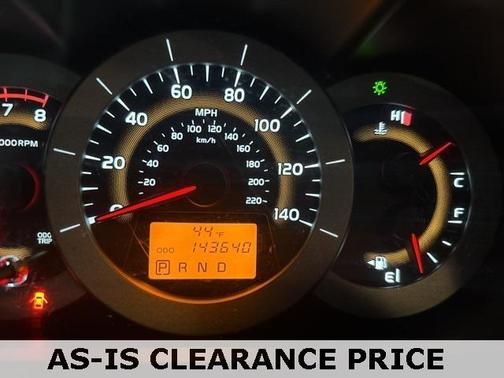 7 8
000RPM
0 20 40 60 80 100 120 140
MPH
20 40 60 80 100 120 140 160 180 200 220
km/h
ODO
TRIP
44°F
ODO 143640
P R N D
H
C
F
E
AS-IS CLEARANCE PRICE